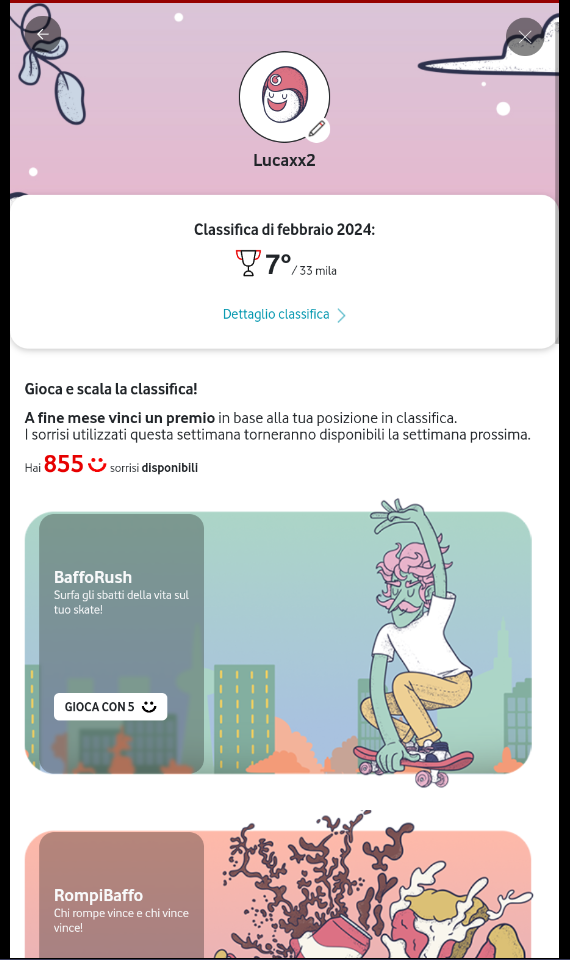 Lucaxx2
Classifica di febbraio 2024:
7° / 33 mila
Dettaglio classifica
Gioca e scala la classifica!
A fine mese vinci un premio in base alla tua posizione in classifica.
I sorrisi utilizzati questa settimana torneranno disponibili la settimana prossima.
Hai 855 sorrisi disponibili
BaffoRush
Surfa gli sbatti della vita sul
tuo skate!
GIOCA CON 5
RompiBaffo
Chi rompe vince e chi vince
vince!